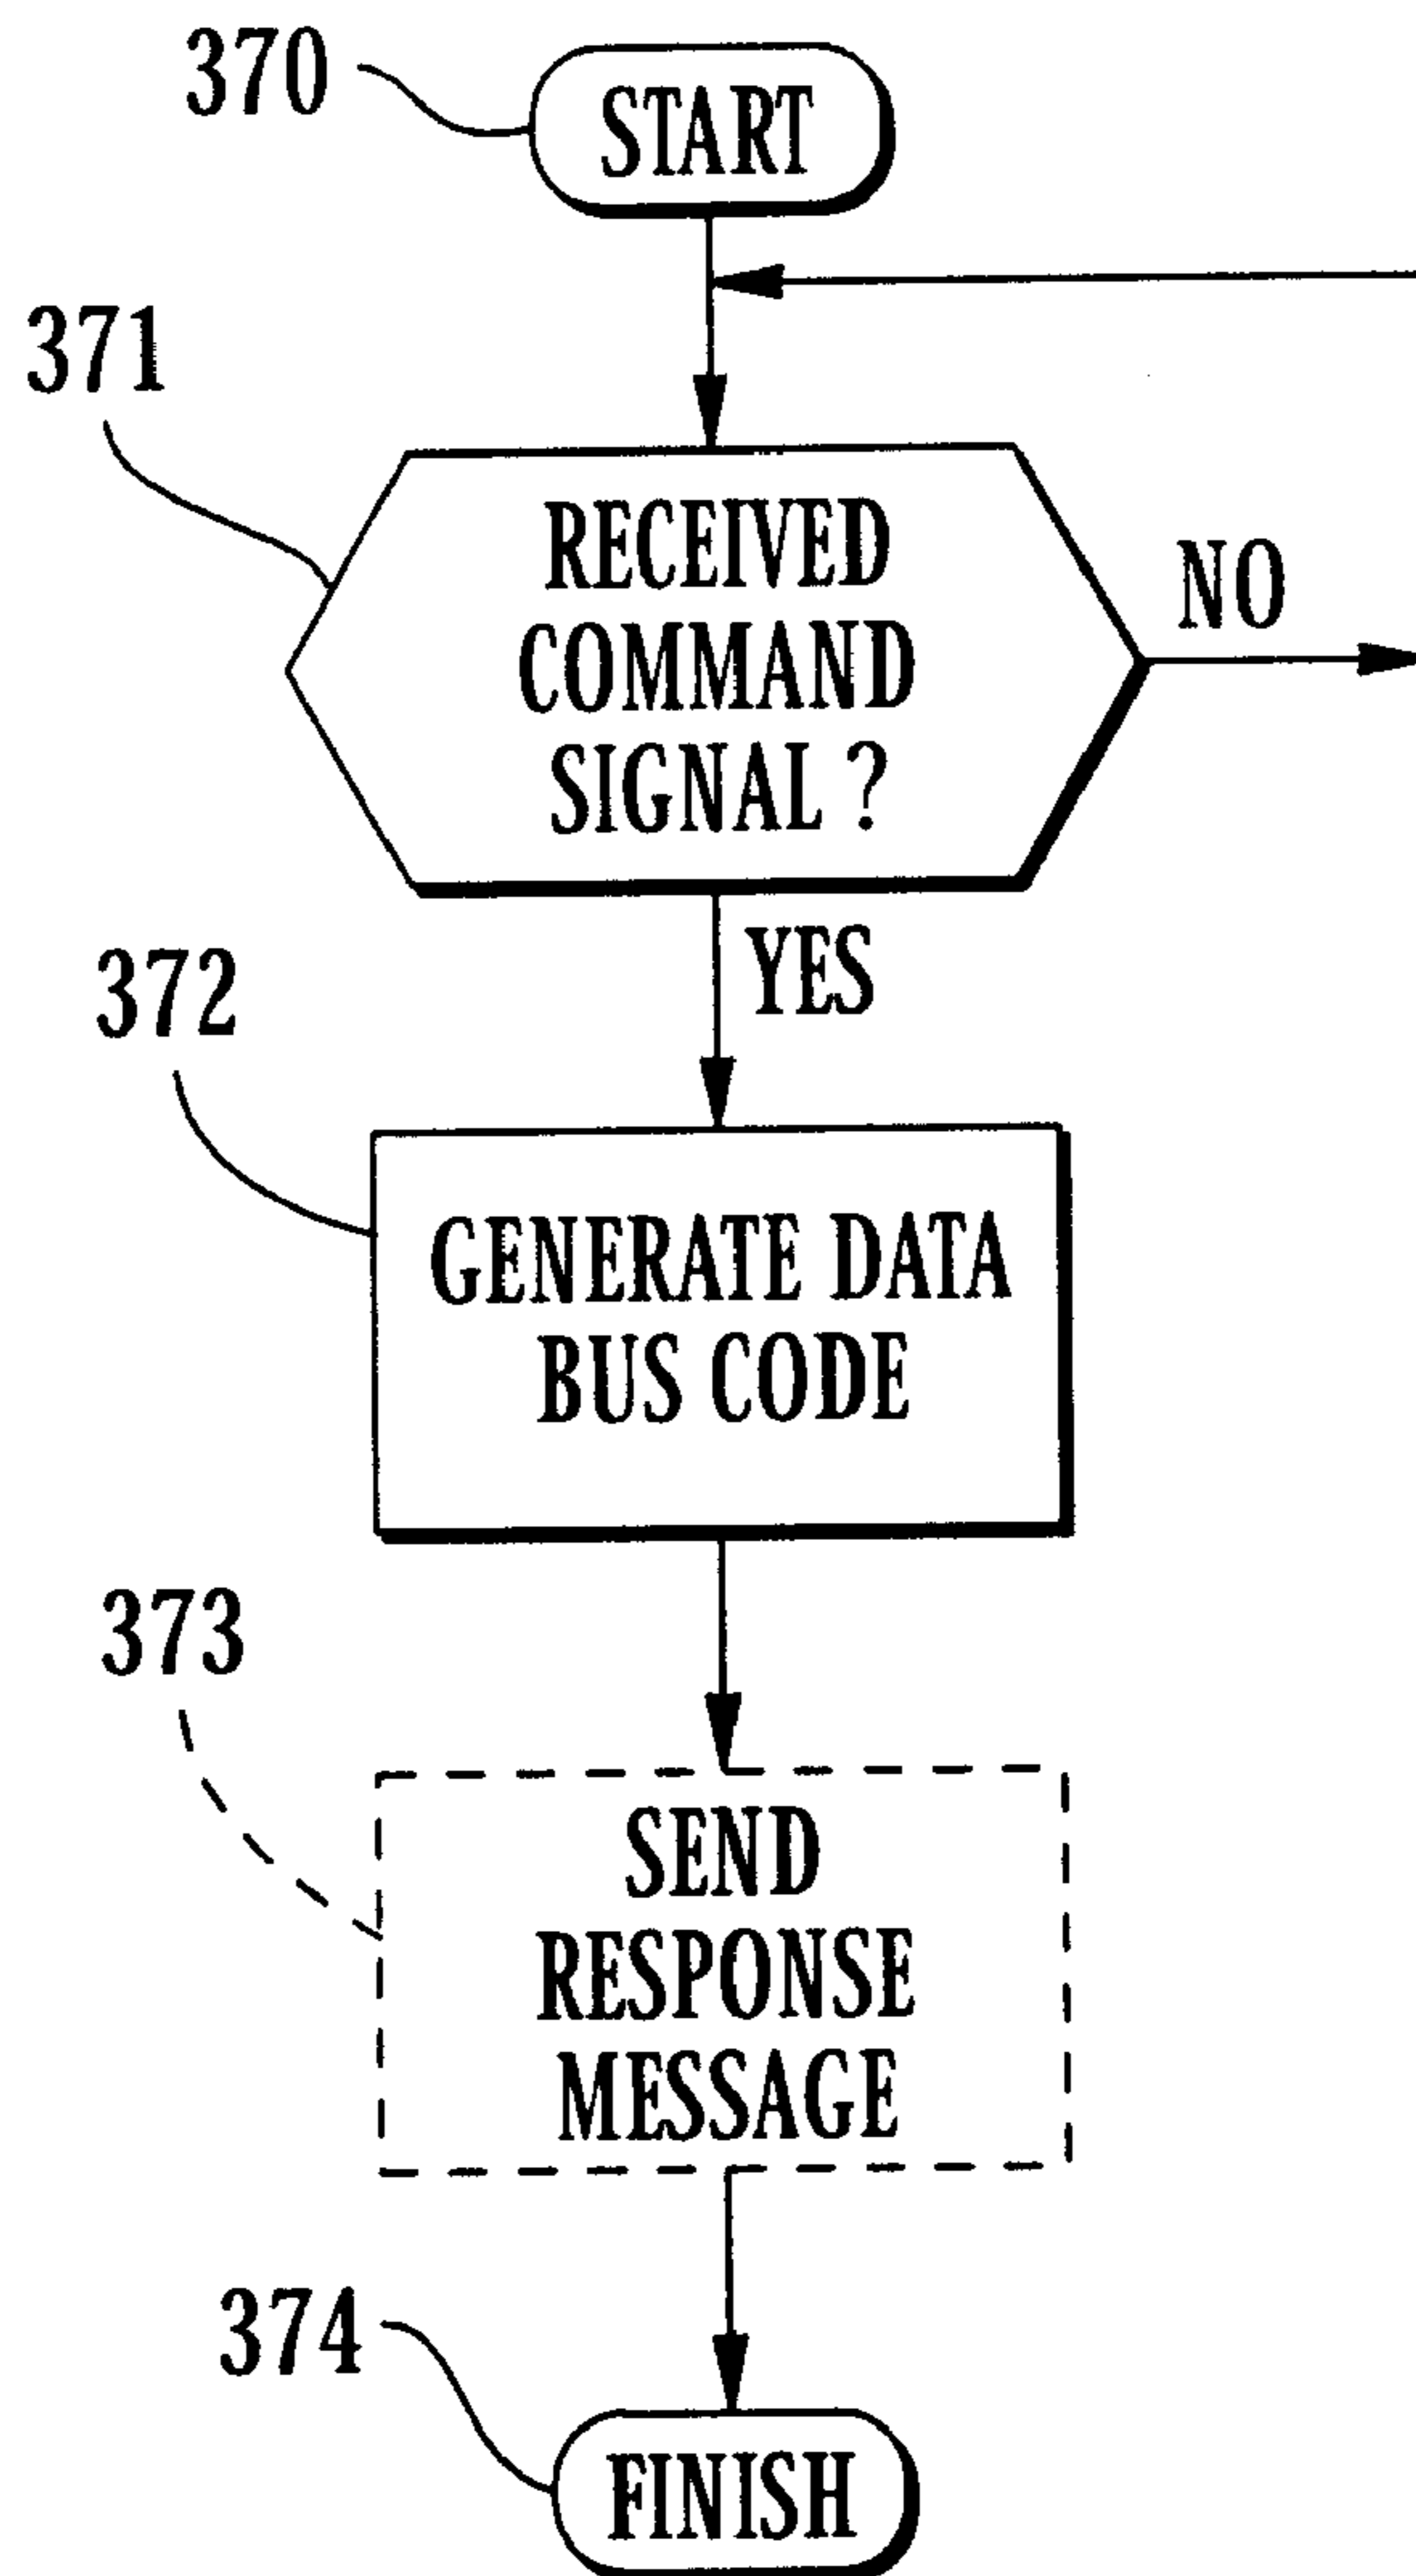 370
START
371
RECEIVED
COMMAND
SIGNAL ?
NO
YES
372
GENERATE DATA
BUS CODE
373
SEND
RESPONSE
MESSAGE
374
FINISH